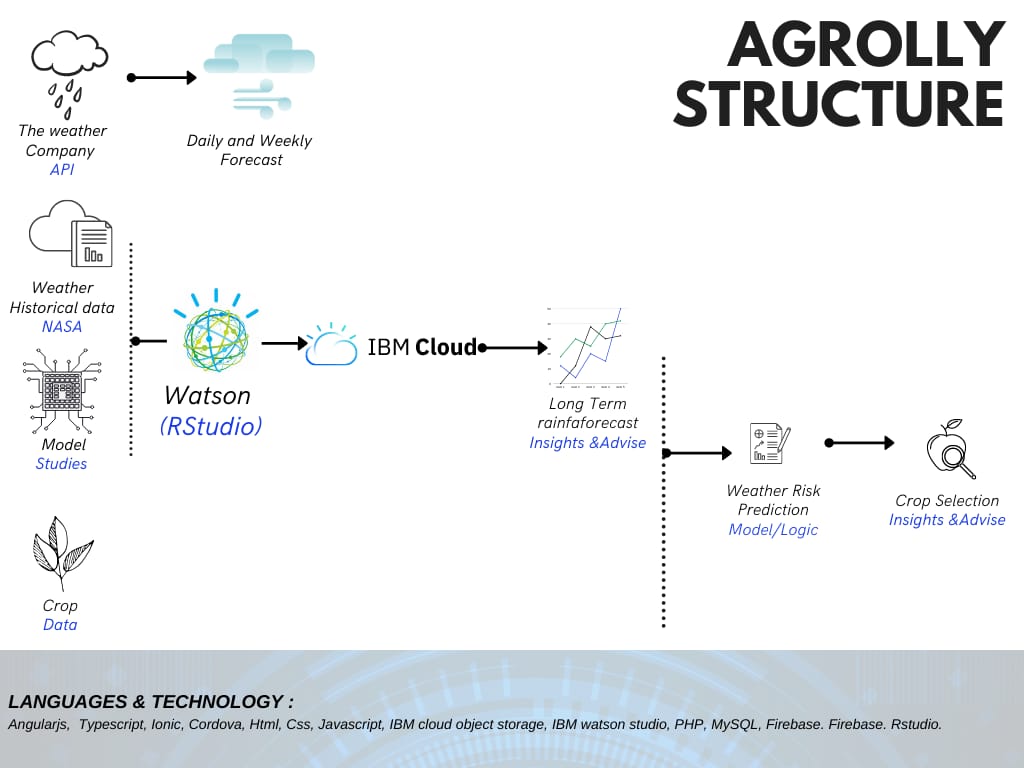 AGROLLY
STRUCTURE
The weather
Company
API
Daily and Weekly
Forecast
Weather
Historical data
NASA
Model
Studies
Watson
(RStudio)
IBM Cloud
Long Term
rainfaforecast
Insights &Advise
Weather Risk
Prediction
Model/Logic
Crop Selection
Insights &Advise
Crop
Data
LANGUAGES & TECHNOLOGY :
Angularjs, Typescript, Ionic, Cordova, Html, Css, Javascript, IBM cloud object storage, IBM watson studio, PHP, MySQL, Firebase. Firebase. Rstudio.